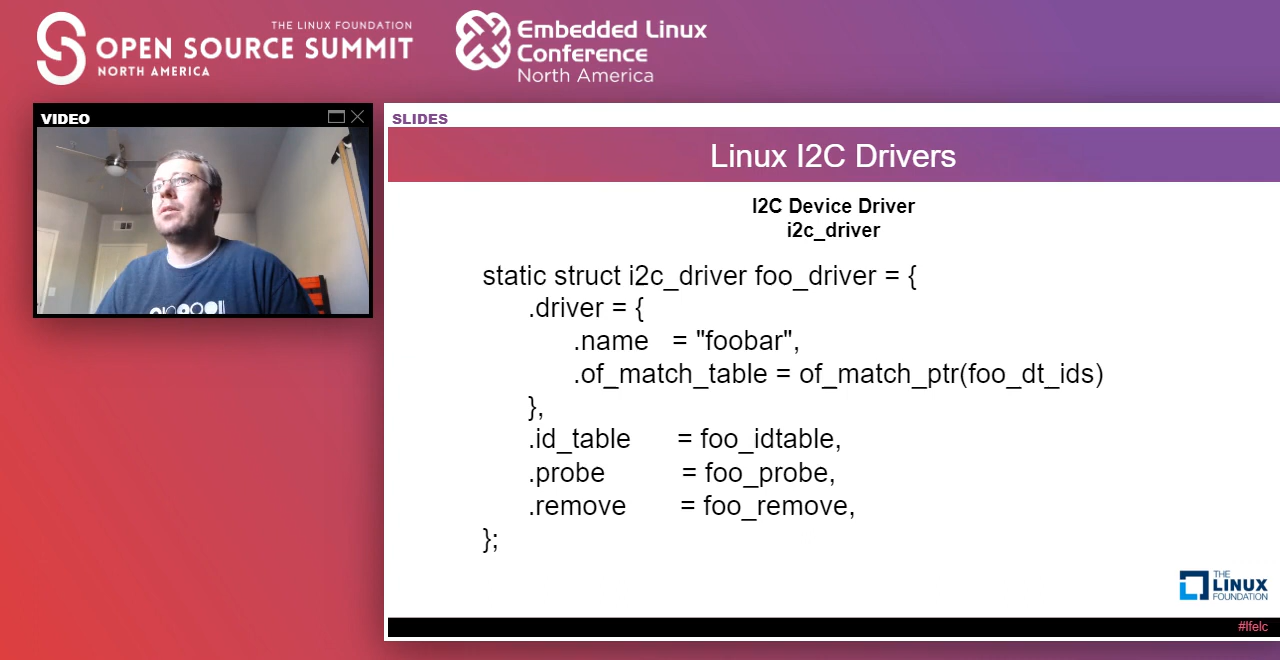 THE LINUX FOUNDATION
OPEN SOURCE SUMMIT
NORTH AMERICA
Embedded Linux
Conference
North America
VIDEO
SLIDES
Linux I2C Drivers
I2C Device Driver
i2c_driver
static struct i2c_driver foo_driver = {
.driver = {
.name = "foobar",
.of_match_table = of_match_ptr(foo_dt_ids)
},
.id_table = foo_idtable,
.probe = foo_probe,
.remove = foo_remove,
};
THE
LINUX
FOUNDATION
#lfelc